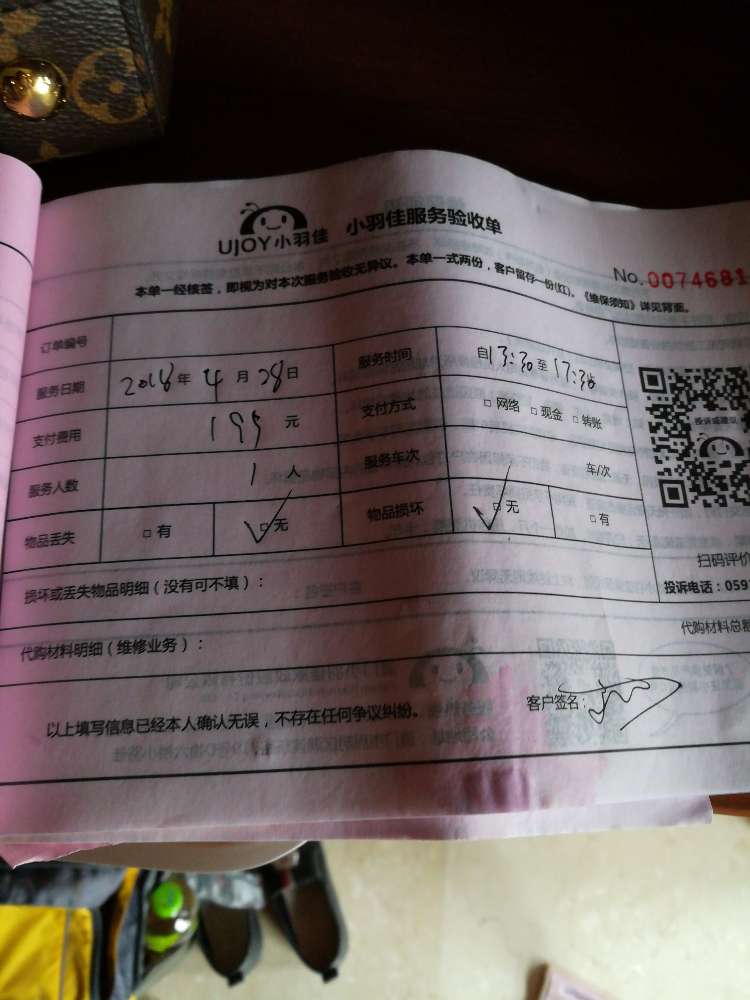 UJOY小羽佳 小羽佳服务验收单
本单一经核签，即视为对本次服务验收无异议。本单一式两份，客户留存一份(红)。《维保须知》详见背面。
No.0074681
订单编号
服务日期 2018年4月28日 服务时间 自13:30至17:30
支付费用 199元 支付方式 □网络 □现金 □转账
服务人数 1人 服务车次 车/次
物品丢失 □有 □无 物品损坏 □无 □有
投诉或建议
扫码评价
投诉电话：059
损坏或丢失物品明细（没有可不填）：
代购材料明细（维修业务）：
代购材料总
以上填写信息已经本人确认无误，不存在任何争议纠纷。
客户签名：